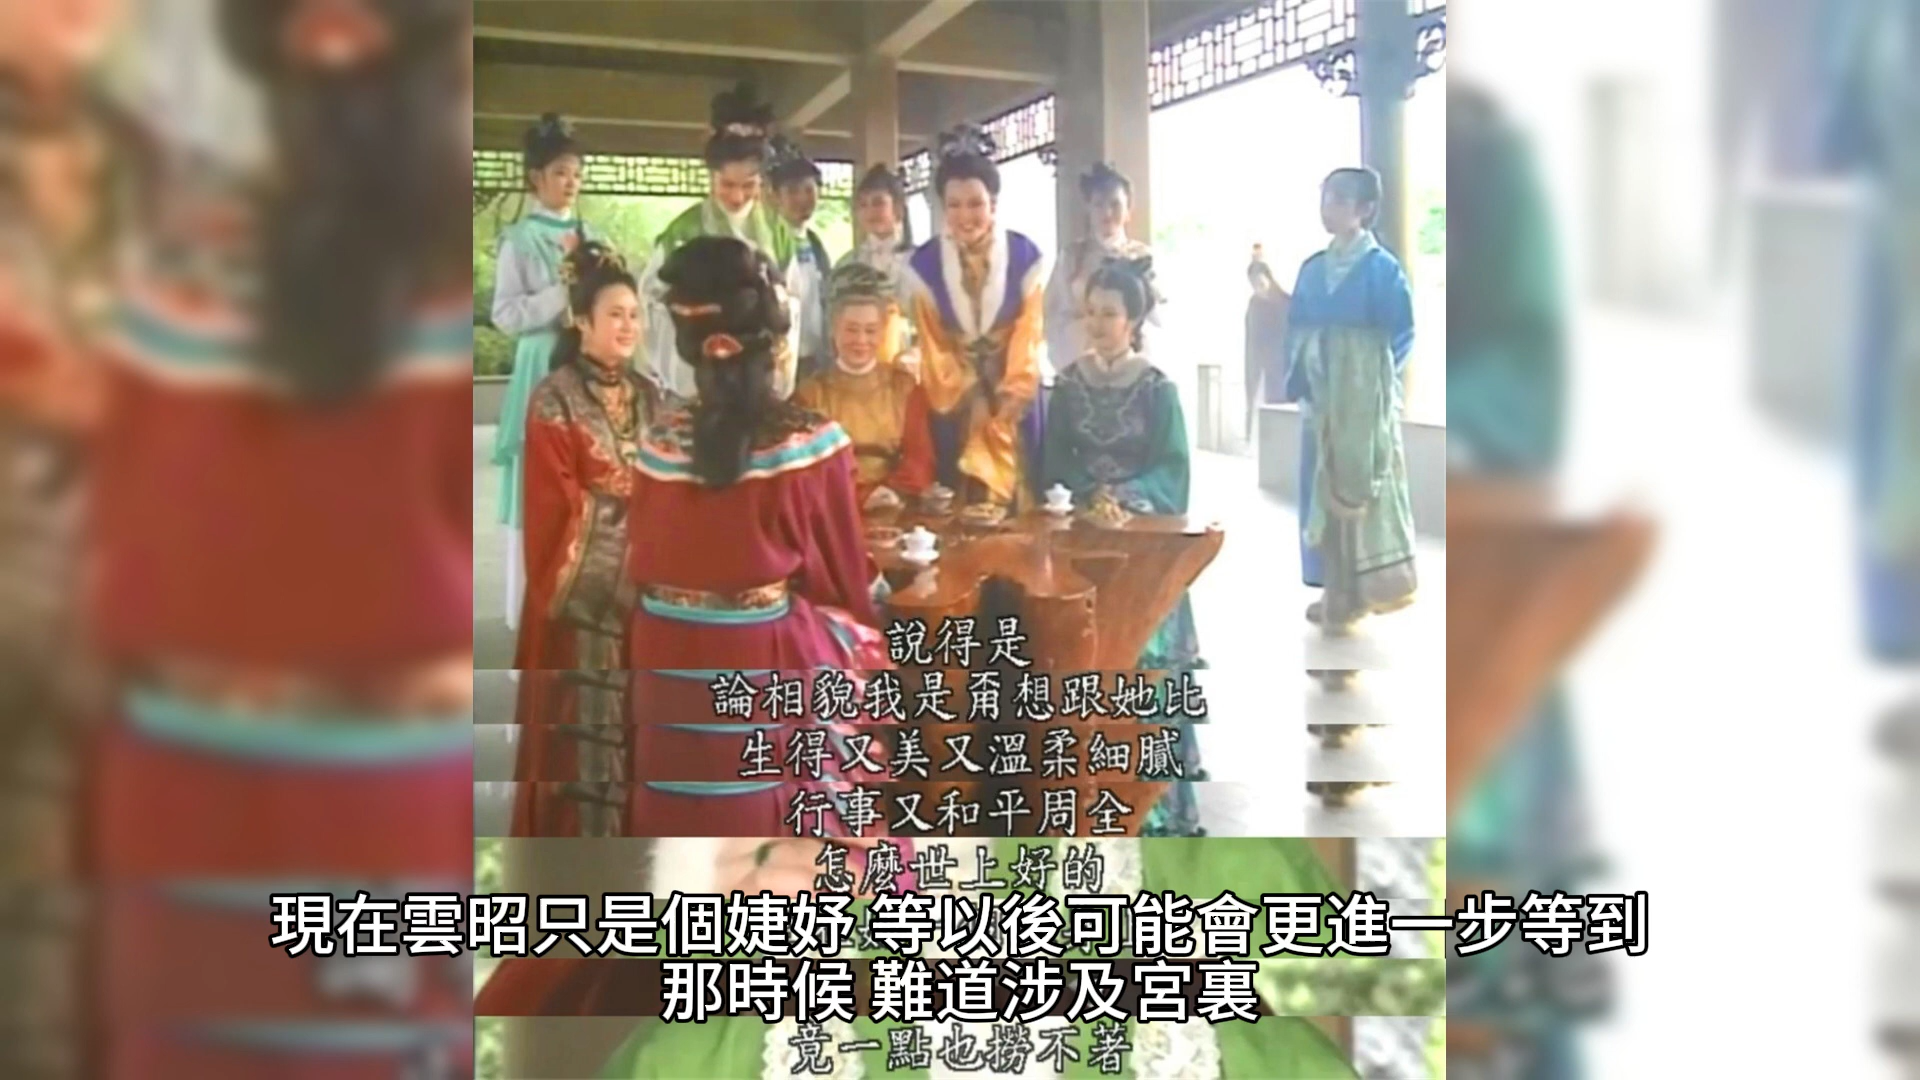 說得是
論相貌我是甭想跟她比
生得又美又溫柔細膩
行事又和平周全
怎麼世上好的
現在雲昭只是個婕妤 等以後可能會更進一步等到
那時候 難道涉及宮裏
竟一點也撈不著